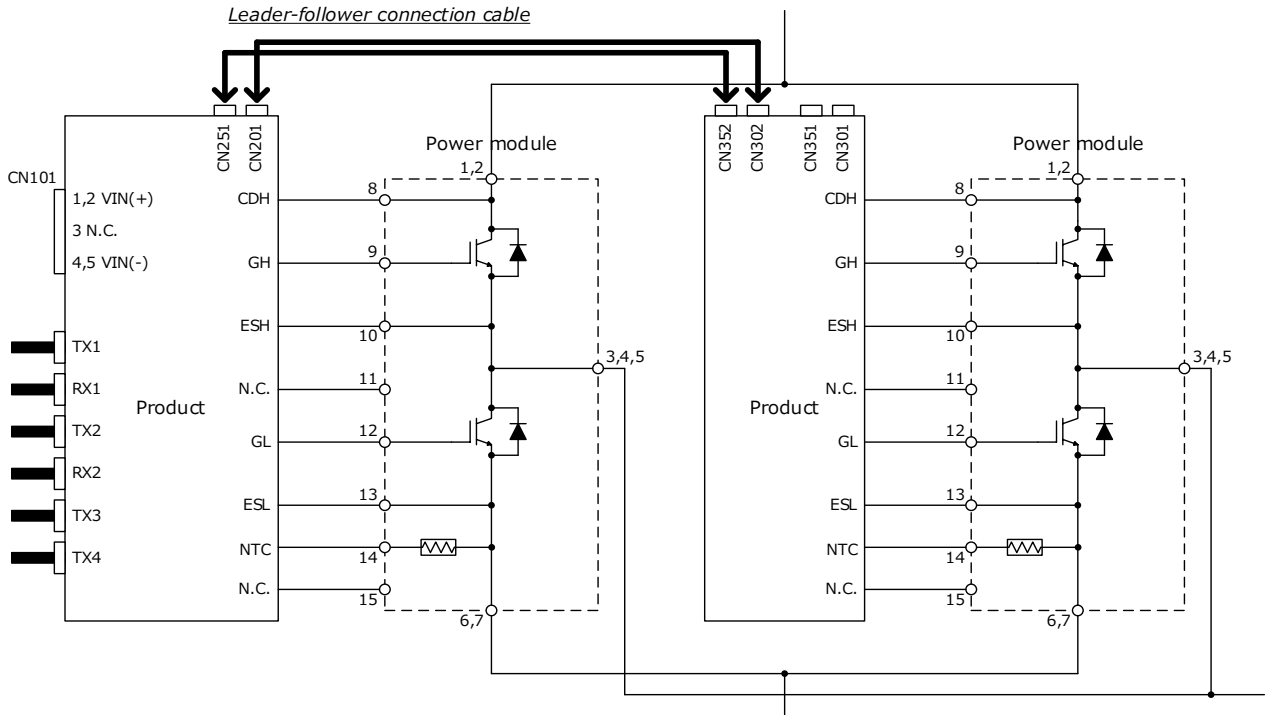 Leader-follower connection cable
CN251
CN201
CN352
CN302
CN351
CN301
CN101
1,2 VIN(+)
3 N.C.
4,5 VIN(-)
TX1
RX1
TX2
RX2
TX3
TX4
Product
CDH
GH
ESH
N.C.
GL
ESL
NTC
N.C.
8
9
10
11
12
13
14
15
Power module
1,2
3,4,5
6,7
Product
CDH
GH
ESH
N.C.
GL
ESL
NTC
N.C.
8
9
10
11
12
13
14
15
Power module
1,2
3,4,5
6,7